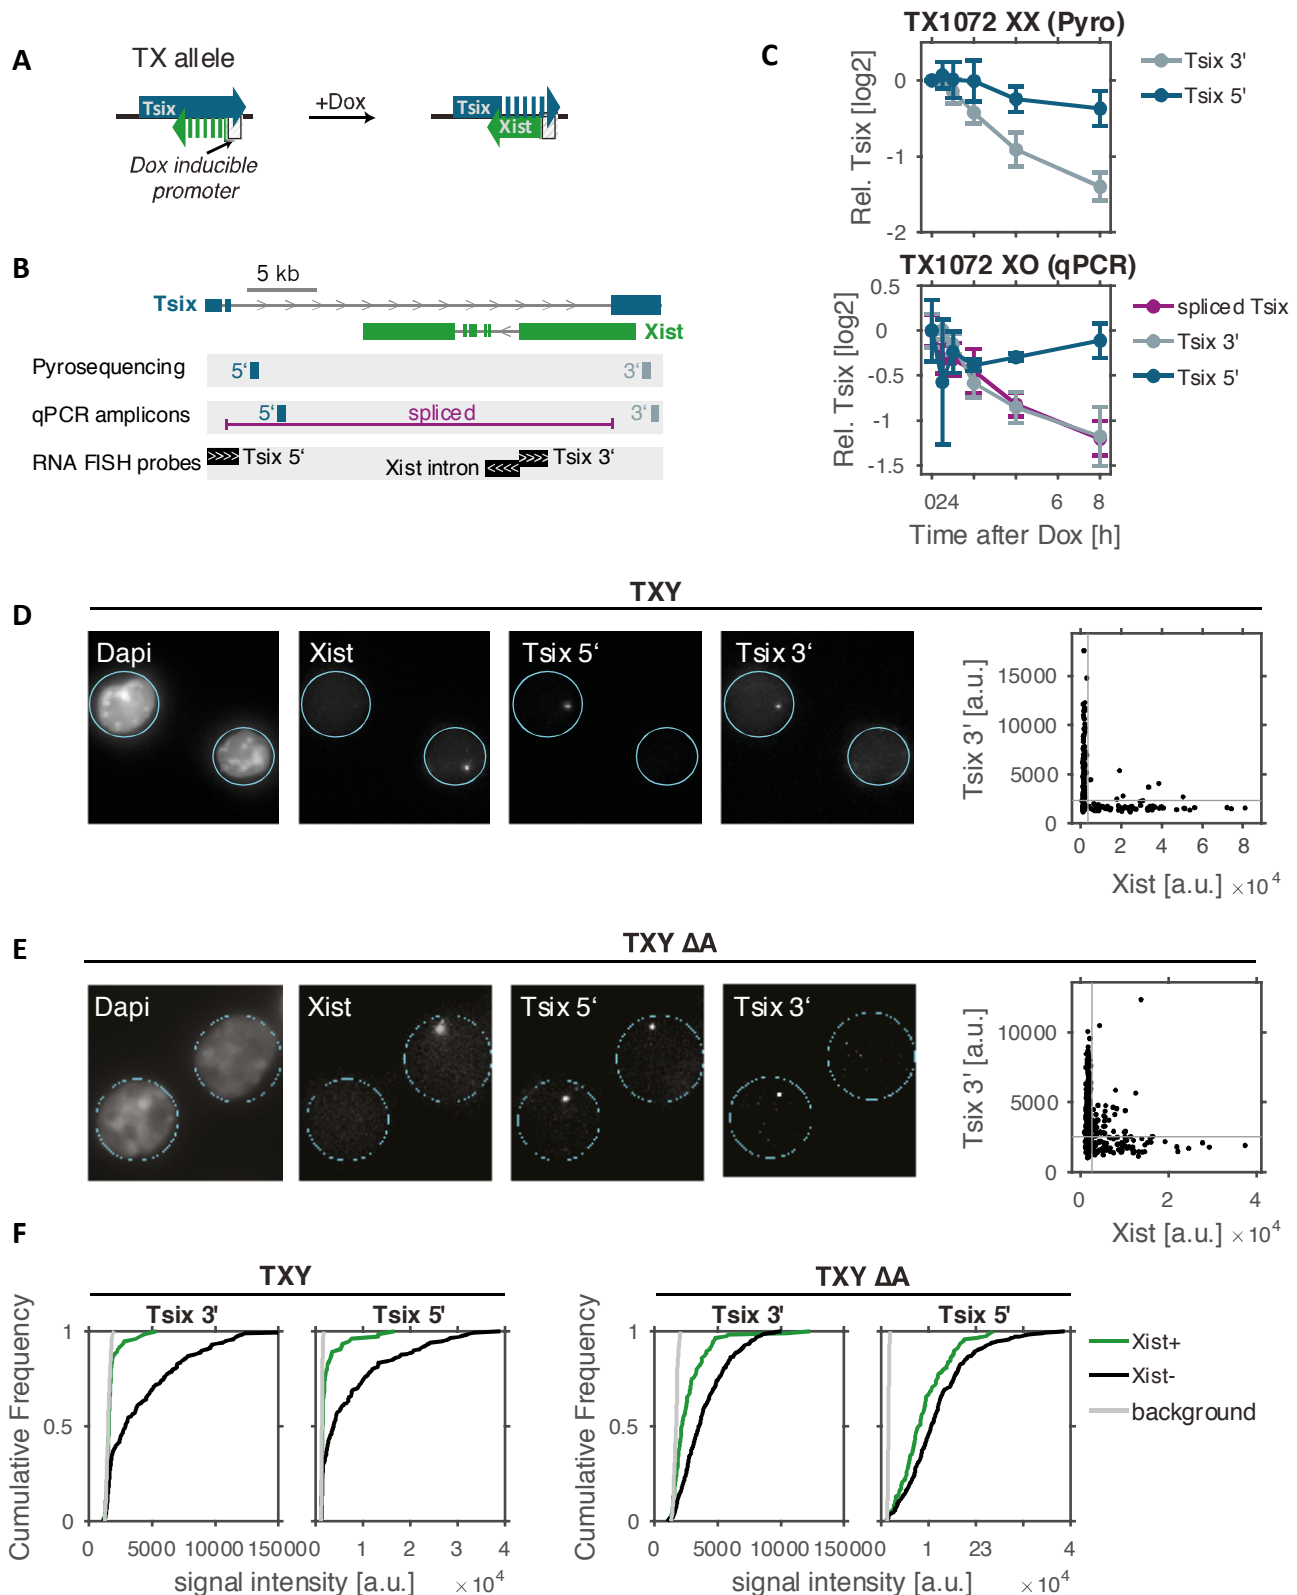 A
TX allele
Tsix
+Dox
Tsix
Xist
Dox inducible
promoter
B
5 kb
Tsix
Xist
Pyrosequencing
5‘
3‘
qPCR amplicons
5‘
spliced
3‘
RNA FISH probes
Tsix 5‘
Xist intron
Tsix 3‘
C
TX1072 XX (Pyro)
Rel. Tsix [log2]
0
-1
-2
Tsix 3'
Tsix 5'
TX1072 XO (qPCR)
Rel. Tsix [log2]
0.5
0
-0.5
-1
-1.5
024
6
8
Time after Dox [h]
spliced Tsix
Tsix 3'
Tsix 5'
D
TXY
Dapi
Xist
Tsix 5‘
Tsix 3‘
Tsix 3' [a.u.]
15000
10000
5000
0
0 2 4 6 8
Xist [a.u.] ×10⁴
E
TXY ΔA
Dapi
Xist
Tsix 5‘
Tsix 3‘
Tsix 3' [a.u.]
10000
5000
0
0 2 4
Xist [a.u.] ×10⁴
F
TXY
Tsix 3'
Tsix 5'
Cumulative Frequency
1
0.5
0
1
0.5
0
0 5000 10000 150000 2 1 3 4
signal intensity [a.u.] ×10⁴
TXY ΔA
Tsix 3'
Tsix 5'
Cumulative Frequency
1
0.5
0
1
0.5
0
0 5000 10000 150000 1 23 4
signal intensity [a.u.] ×10⁴
Xist+
Xist-
background